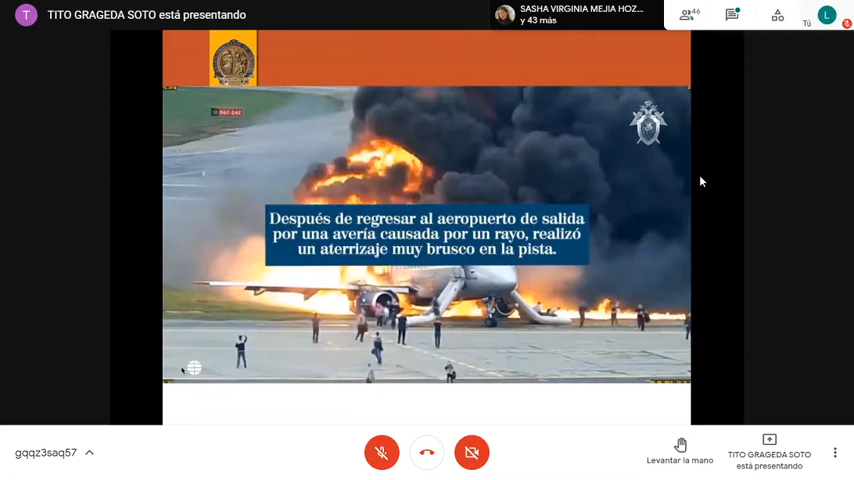 T
TITO GRAGEDA SOTO está presentando
SASHA VIRGINIA MEJIA HOZ...
y 43 más
46
L
Tú
Después de regresar al aeropuerto de salida
por una avería causada por un rayo, realizó
un aterrizaje muy brusco en la pista.
gqqz3saq57
Levantar la mano
TITO GRAGEDA SOTO
está presentando